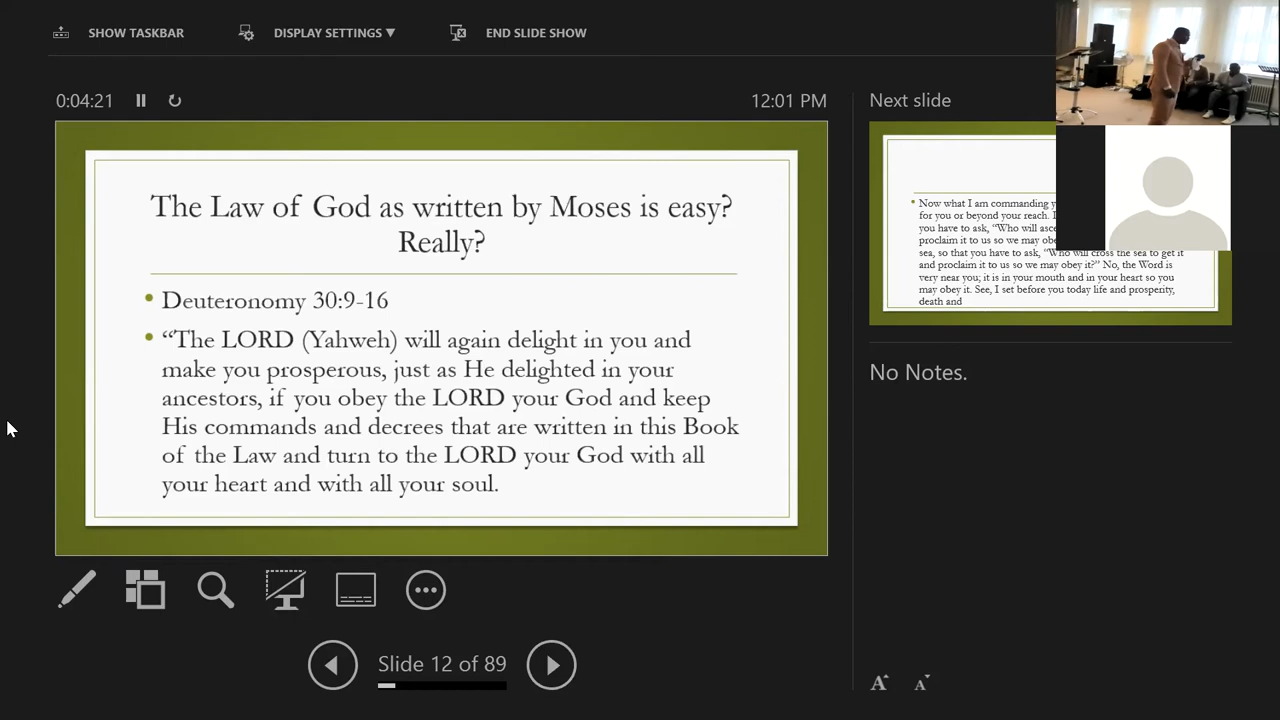 SHOW TASKBAR DISPLAY SETTINGS ▼ END SLIDE SHOW
0:04:21 12:01 PM
The Law of God as written by Moses is easy?
Really?
• Deuteronomy 30:9-16
• “The LORD (Yahweh) will again delight in you and
make you prosperous, just as He delighted in your
ancestors, if you obey the LORD your God and keep
His commands and decrees that are written in this Book
of the Law and turn to the LORD your God with all
your heart and with all your soul.
Slide 12 of 89
Next slide
• Now what I am commanding
for you or beyond your reach.
you have to ask, “Who will
proclaim it to us so we may
sea, so that you have to ask, “Who will cross the sea to get it
and proclaim it to us so we may obey it?” No, the Word is
very near you; it is in your mouth and in your heart so you
may obey it. See, I set before you today life and prosperity,
death and
No Notes.
A A